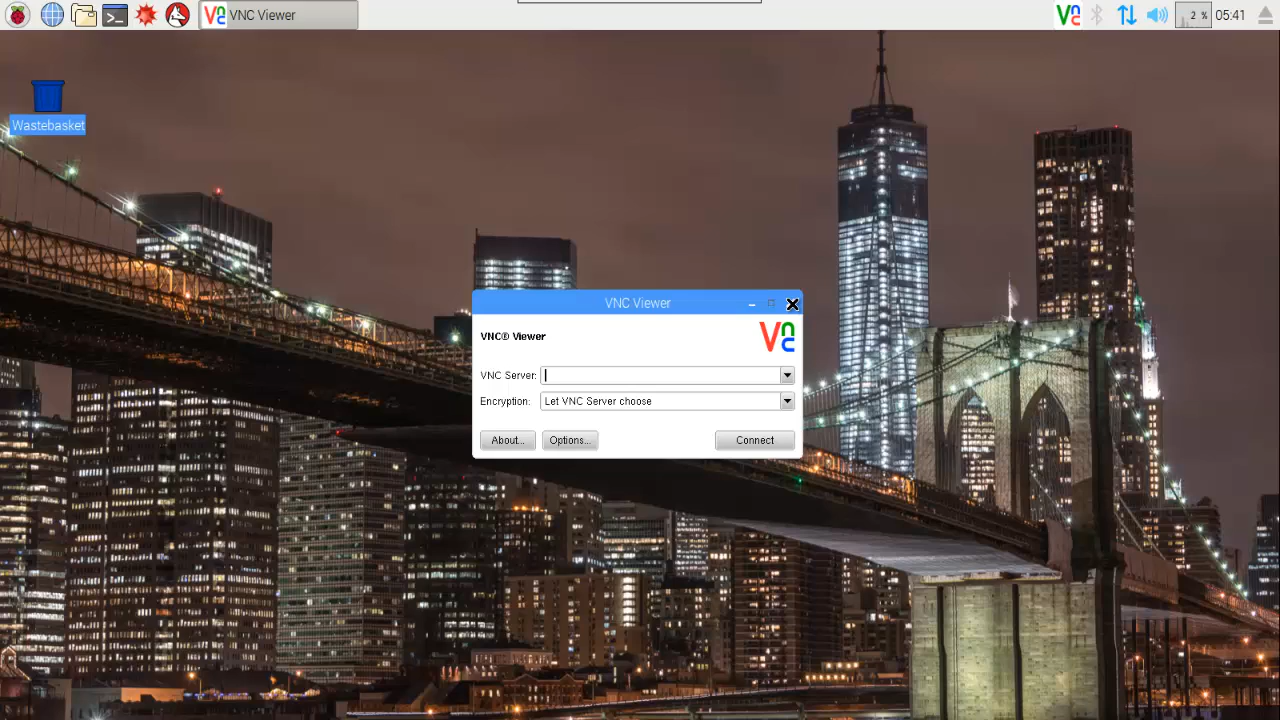 VNC Viewer
2 %
05:41
Wastebasket
VNC Viewer
VNC® Viewer
VNC
VNC Server:
Encryption: Let VNC Server choose
About... Options... Connect